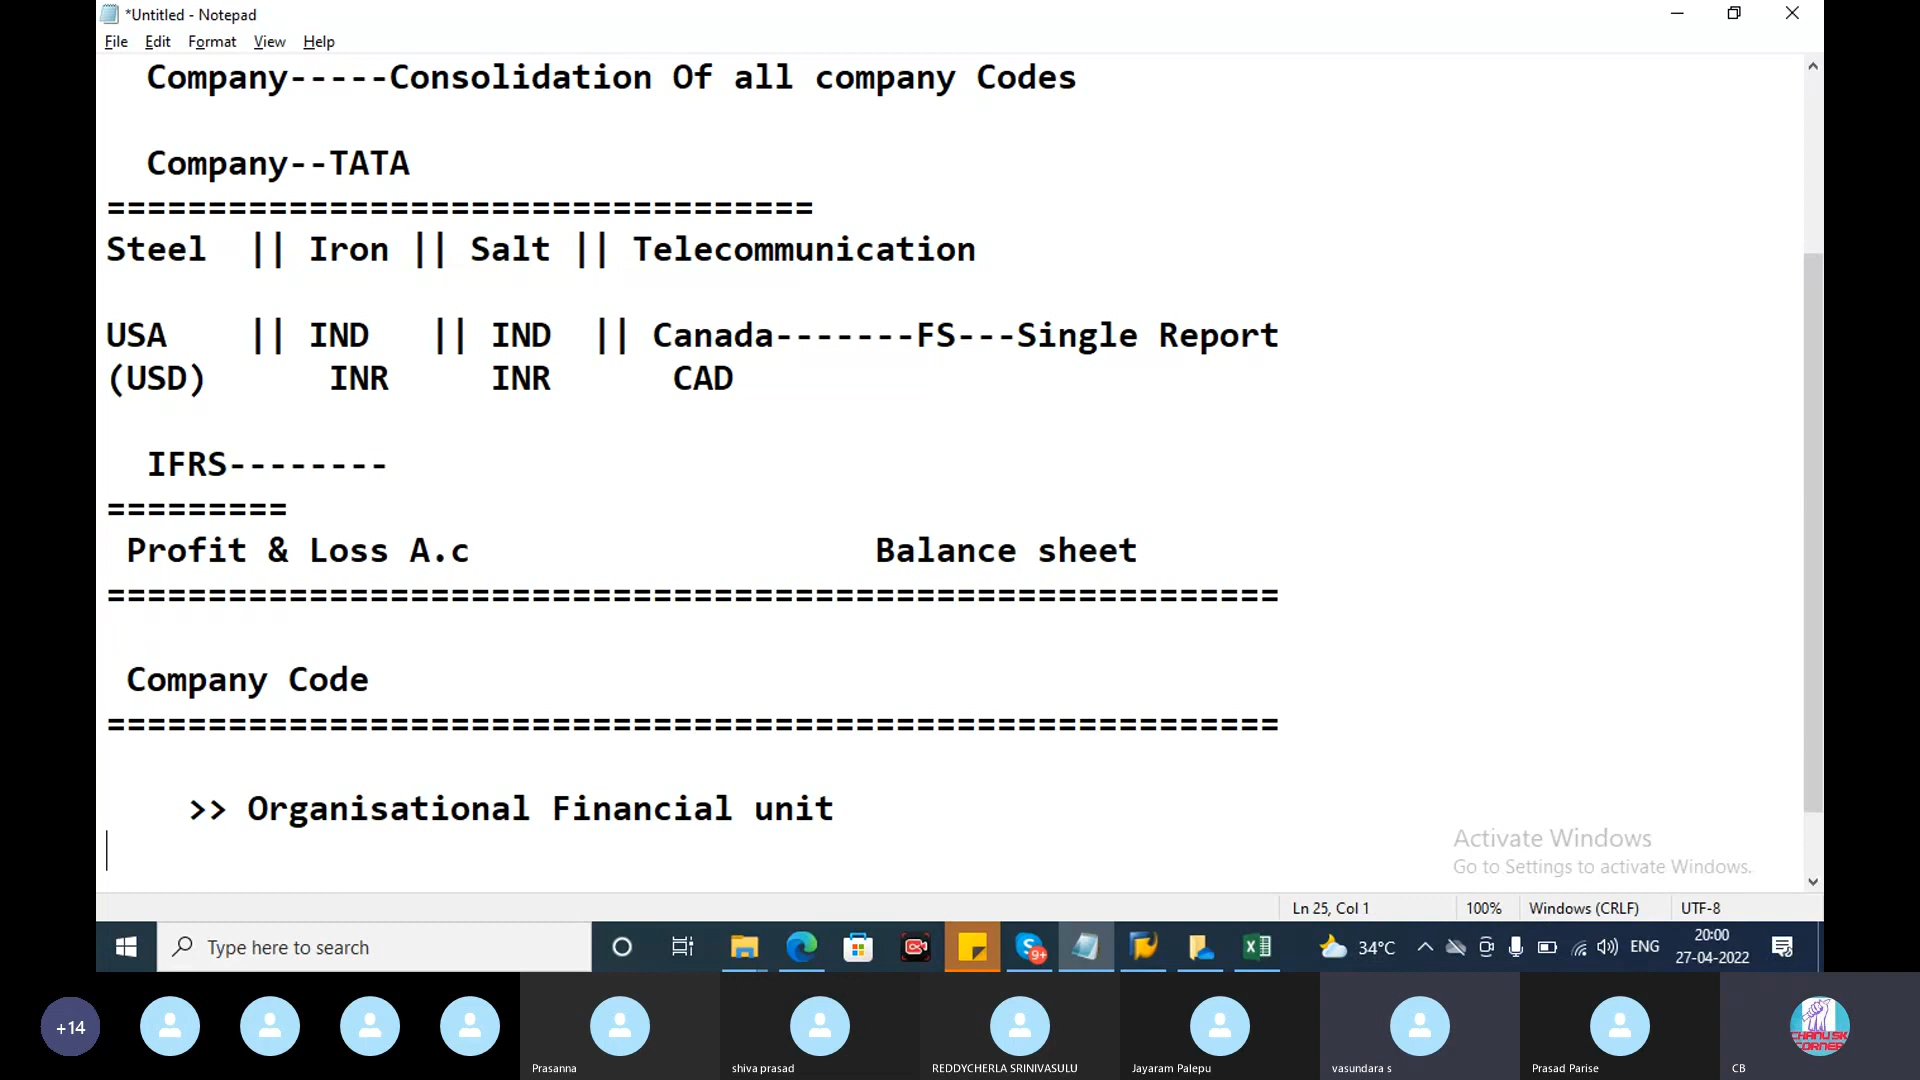 *Untitled - Notepad
File Edit Format View Help
Company-----Consolidation Of all company Codes
Company--TATA
===================================
Steel || Iron || Salt || Telecommunication
USA || IND || IND || Canada-------FS---Single Report
(USD) INR INR CAD
IFRS--------
=========
Profit & Loss A.c Balance sheet
==========================================================
Company Code
==========================================================
>> Organisational Financial unit
Activate Windows
Go to Settings to activate Windows.
Ln 25, Col 1 100% Windows (CRLF) UTF-8
Type here to search
9+
34°C
ENG
20:00
27-04-2022
+14
Prasanna
shiva prasad
REDDYCHERLA SRINIVASULU
Jayaram Palepu
vasundara s
Prasad Parise
CB